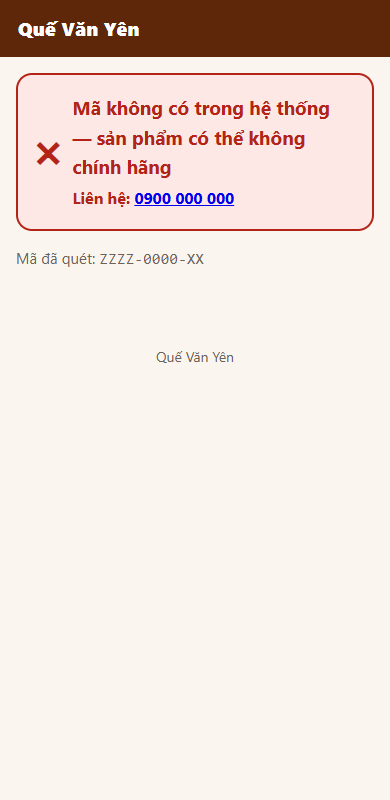 Quế Văn Yên
✕ Mã không có trong hệ thống
— sản phẩm có thể không
chính hãng
Liên hệ: 0900 000 000
Mã đã quét: ZZZZ-0000-XX
Quế Văn Yên